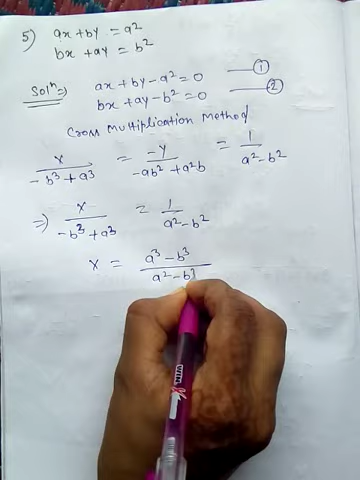 5) ax + by = a²
bx + ay = b²
Solⁿ ⇒) ax + by - a² = 0 —— ①
bx + ay - b² = 0 —— ②
Cross Multiplication Method
x/(-b³ + a³) = -y/(-ab² + a²b) = 1/(a² - b²)
⇒) x/(-b³ + a³) = 1/(a² - b²)
x = (a³ - b³)/(a² - b²)
WIN